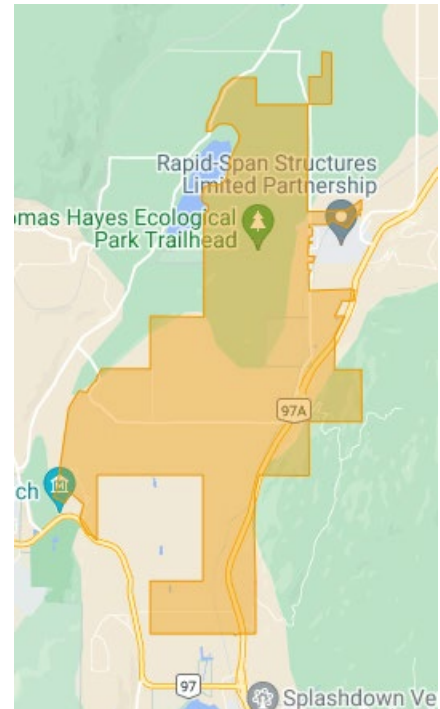 Rapid-Span Structures
Limited Partnership
omas Hayes Ecological
Park Trailhead
97A
ch
97
Splashdown Ve